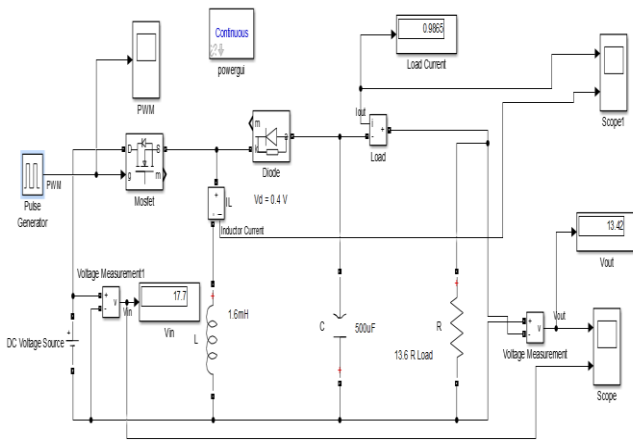 Continuous
powergui
0.9865
Load Current
PWM
Scope1
Iout
i
Load
D
S
g
m
Mosfet
m
k
a
Diode
Vd = 0.4 V
PWM
Pulse
Generator
IL
Inductor Current
13.42
Vout
Voltage Measurement1
v
Vin
17.7
Vin
1.6mH
L
C
500uF
R
13.6 R Load
DC Voltage Source
v
Vout
Voltage Measurement
Scope